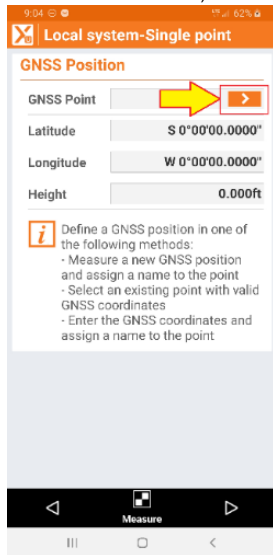 9:04 62%
Local system-Single point
GNSS Position
GNSS Point
Latitude S 0°00'00.0000"
Longitude W 0°00'00.0000"
Height 0.000ft
i Define a GNSS position in one of
the following methods:
- Measure a new GNSS position
and assign a name to the point
- Select an existing point with valid
GNSS coordinates
- Enter the GNSS coordinates and
assign a name to the point
Measure